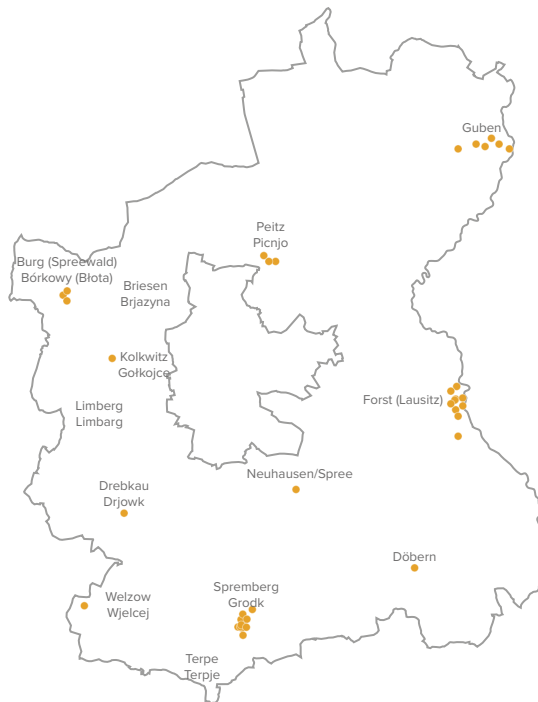 Guben
Peitz
Picnjo
Burg (Spreewald)
Bórkowy (Błota)
Briesen
Brjazyna
Kolkwitz
Gołkojce
Limberg
Limbarg
Forst (Lausitz)
Neuhausen/Spree
Drebkau
Drjowk
Döbern
Welzow
Wjelcej
Spremberg
Grodk
Terpe
Terpje